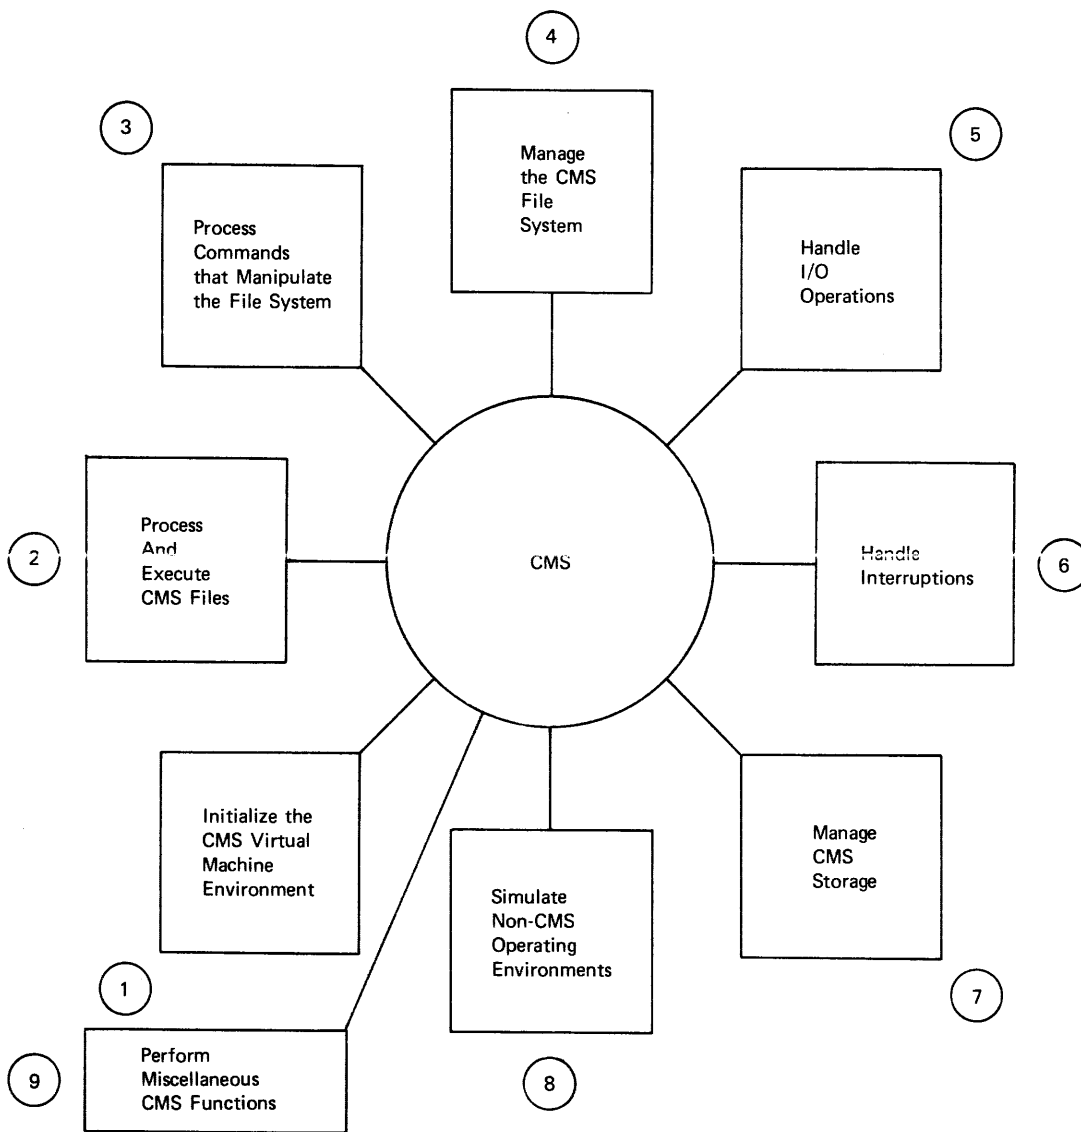 4
3
Manage
the CMS
File
System
5
Process
Commands
that Manipulate
the File System
Handle
I/O
Operations
2
Process
And
Execute
CMS Files
CMS
Handle
Interruptions
6
Initialize the
CMS Virtual
Machine
Environment
Simulate
Non-CMS
Operating
Environments
Manage
CMS
Storage
1
7
9
Perform
Miscellaneous
CMS Functions
8